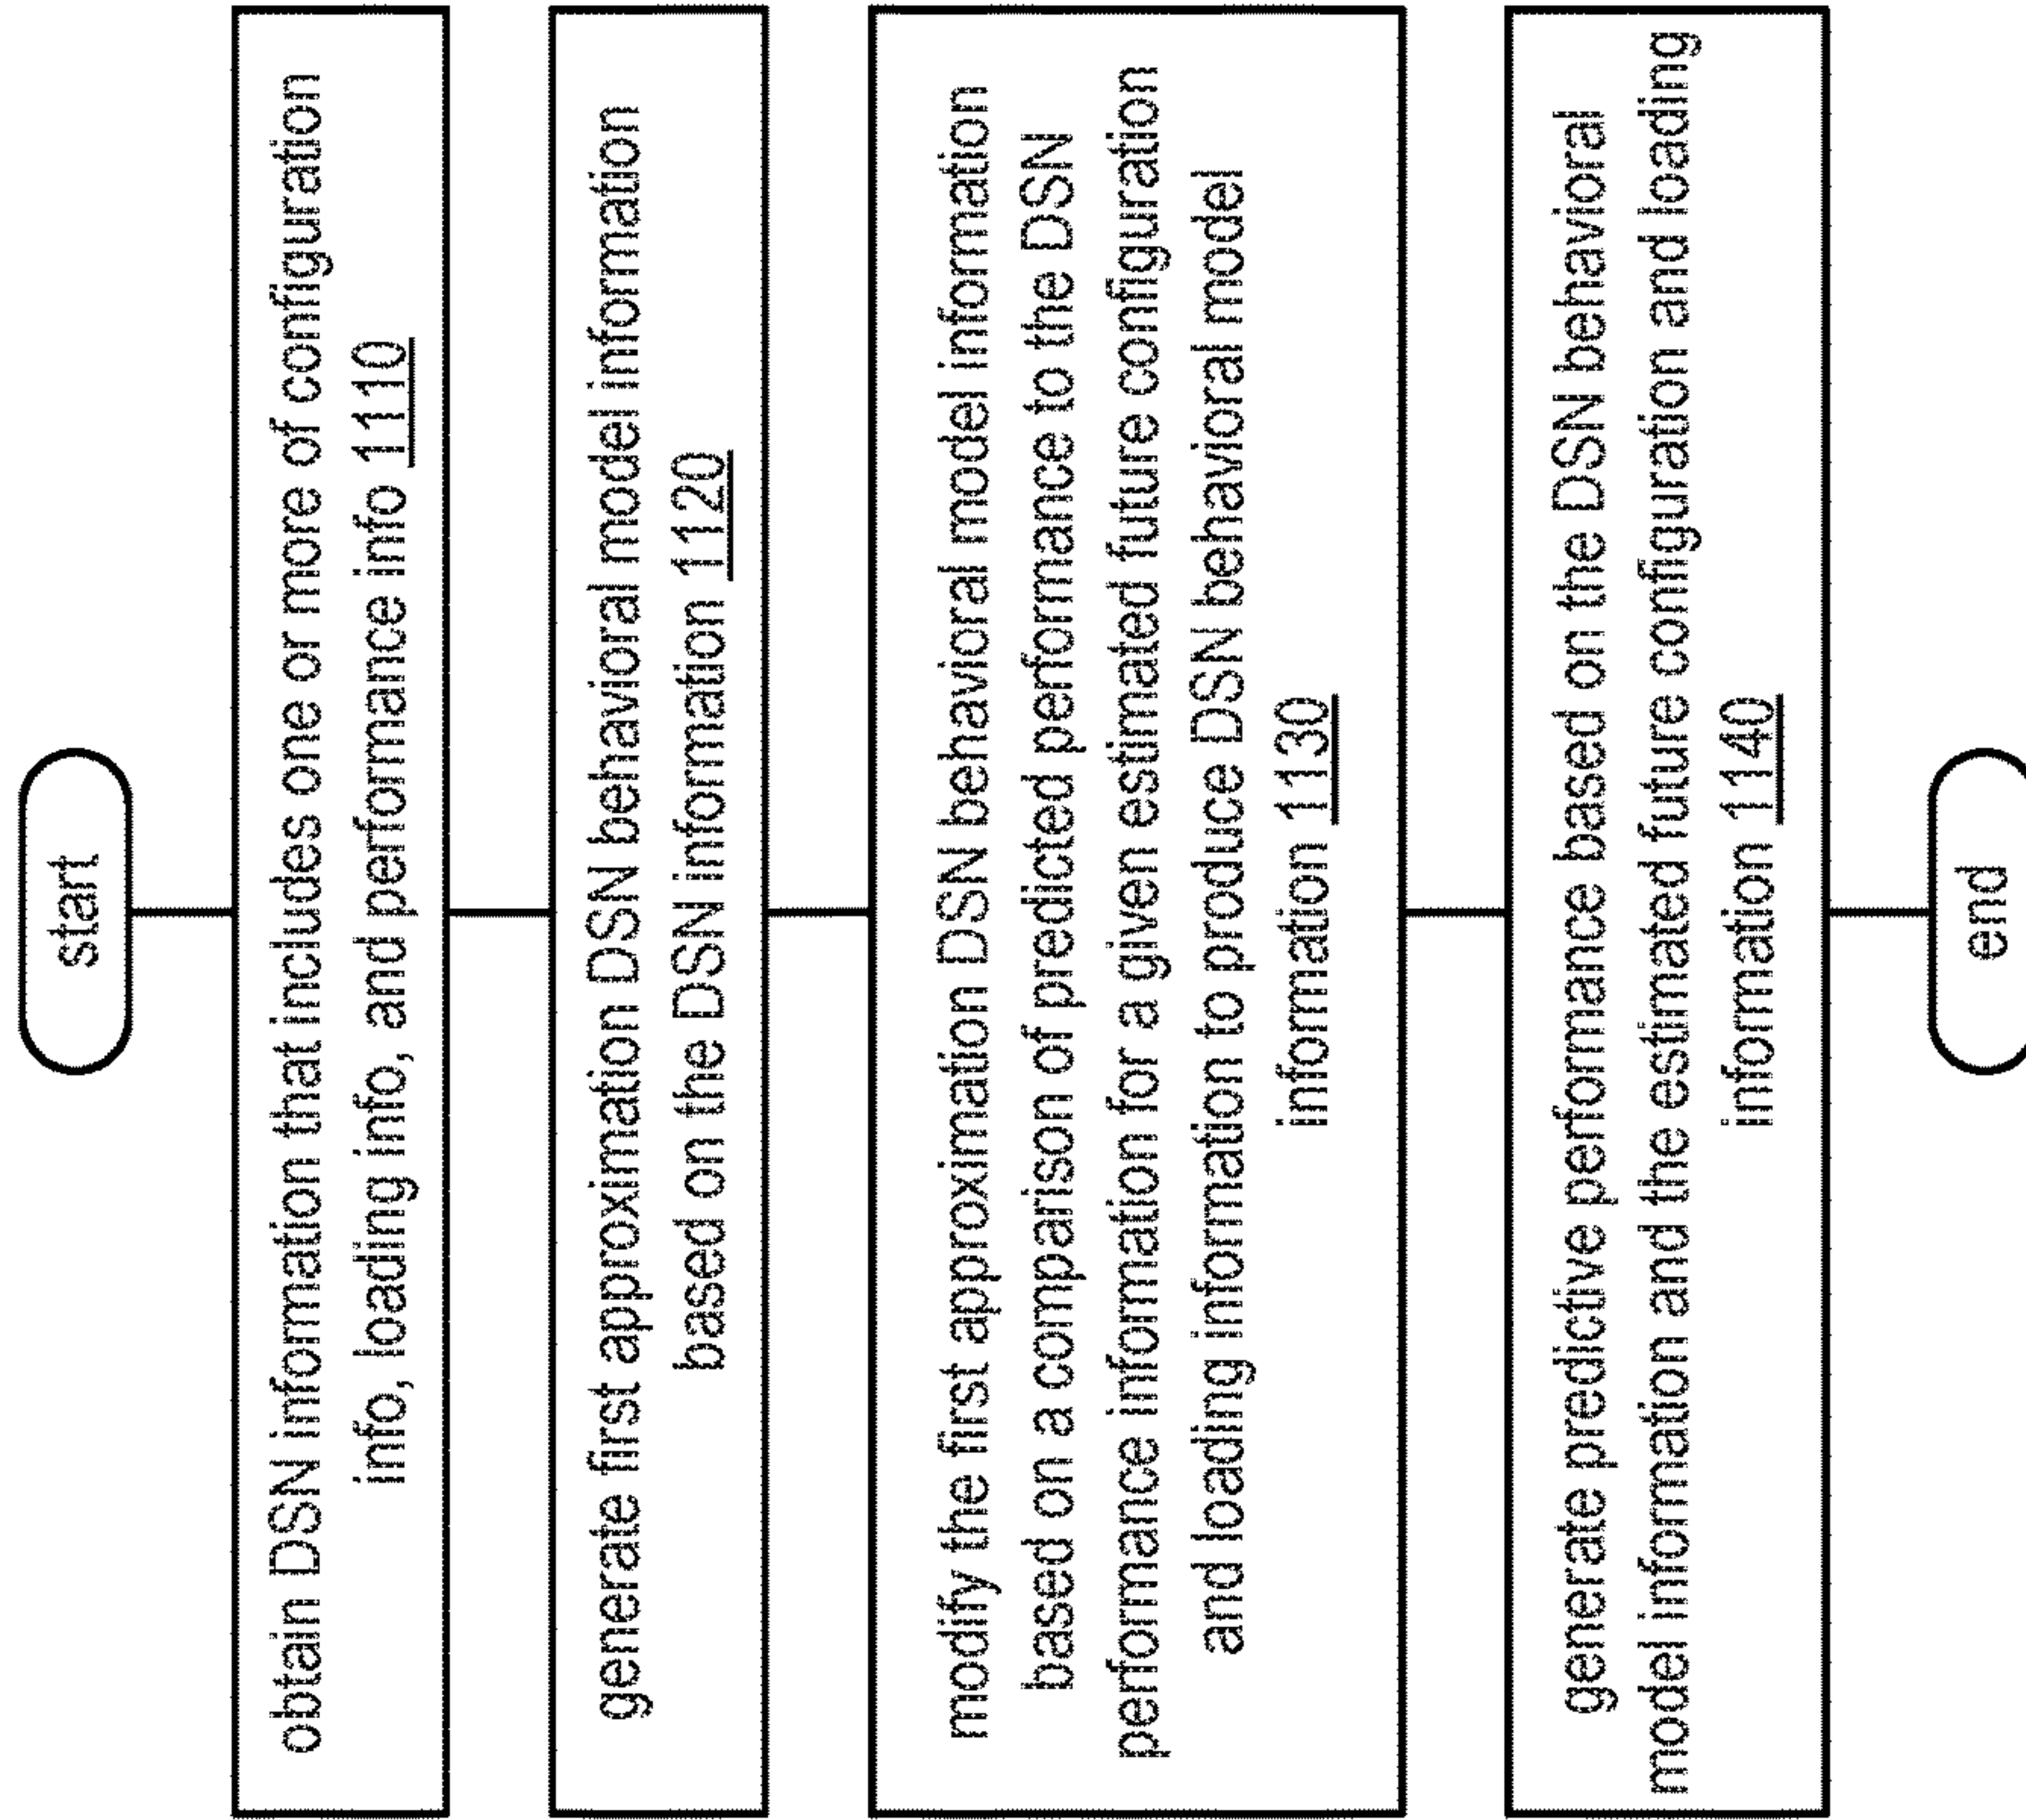 start
obtain DSN information that includes one or more of configuration
info, loading info, and performance info 1110
generate first approximation DSN behavioral model information
based on the DSN information 1120
modify the first approximation DSN behavioral model information
based on a comparison of predicted performance to the DSN
performance information for a given estimated future configuration
and loading information to produce DSN behavioral model
information 1130
generate predictive performance based on the DSN behavioral
model information and the estimated future configuration and loading
information 1140
end